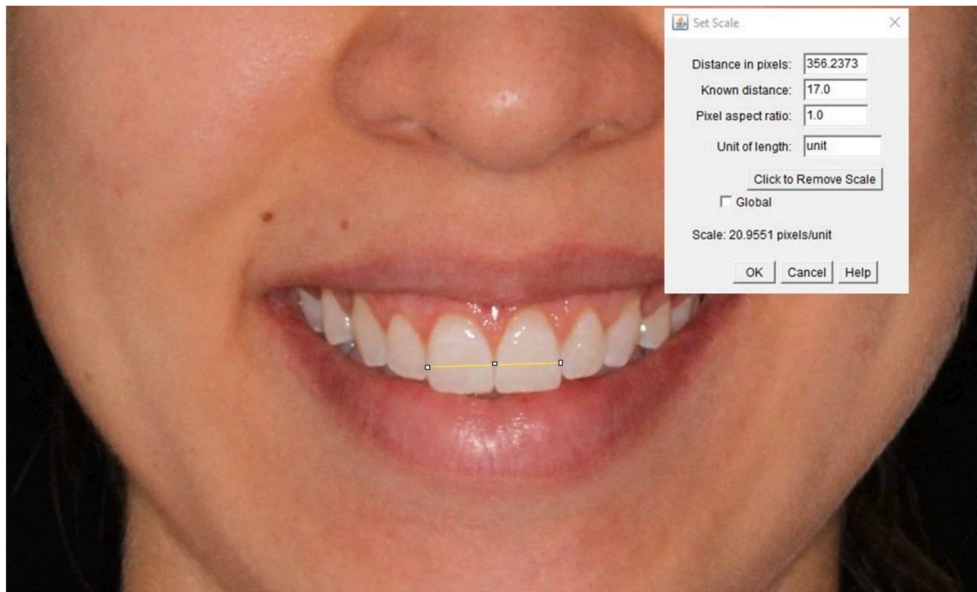 Set Scale
Distance in pixels: 356.2373
Known distance: 17.0
Pixel aspect ratio: 1.0
Unit of length: unit
Click to Remove Scale
Global
Scale: 20.9551 pixels/unit
OK Cancel Help